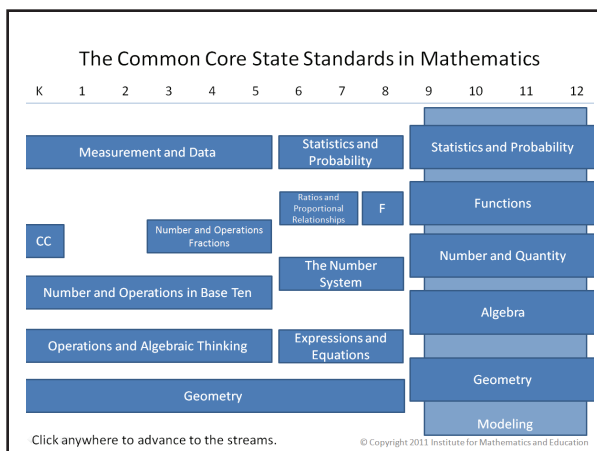 The Common Core State Standards in Mathematics
K 1 2 3 4 5 6 7 8 9 10 11 12
Measurement and Data
Statistics and
Probability
Statistics and Probability
Ratios and
Proportional
Relationships
F
Functions
CC
Number and Operations
Fractions
The Number
System
Number and Quantity
Number and Operations in Base Ten
Algebra
Operations and Algebraic Thinking
Expressions and
Equations
Geometry
Geometry
Modeling
Click anywhere to advance to the streams.
© Copyright 2011 Institute for Mathematics and Education